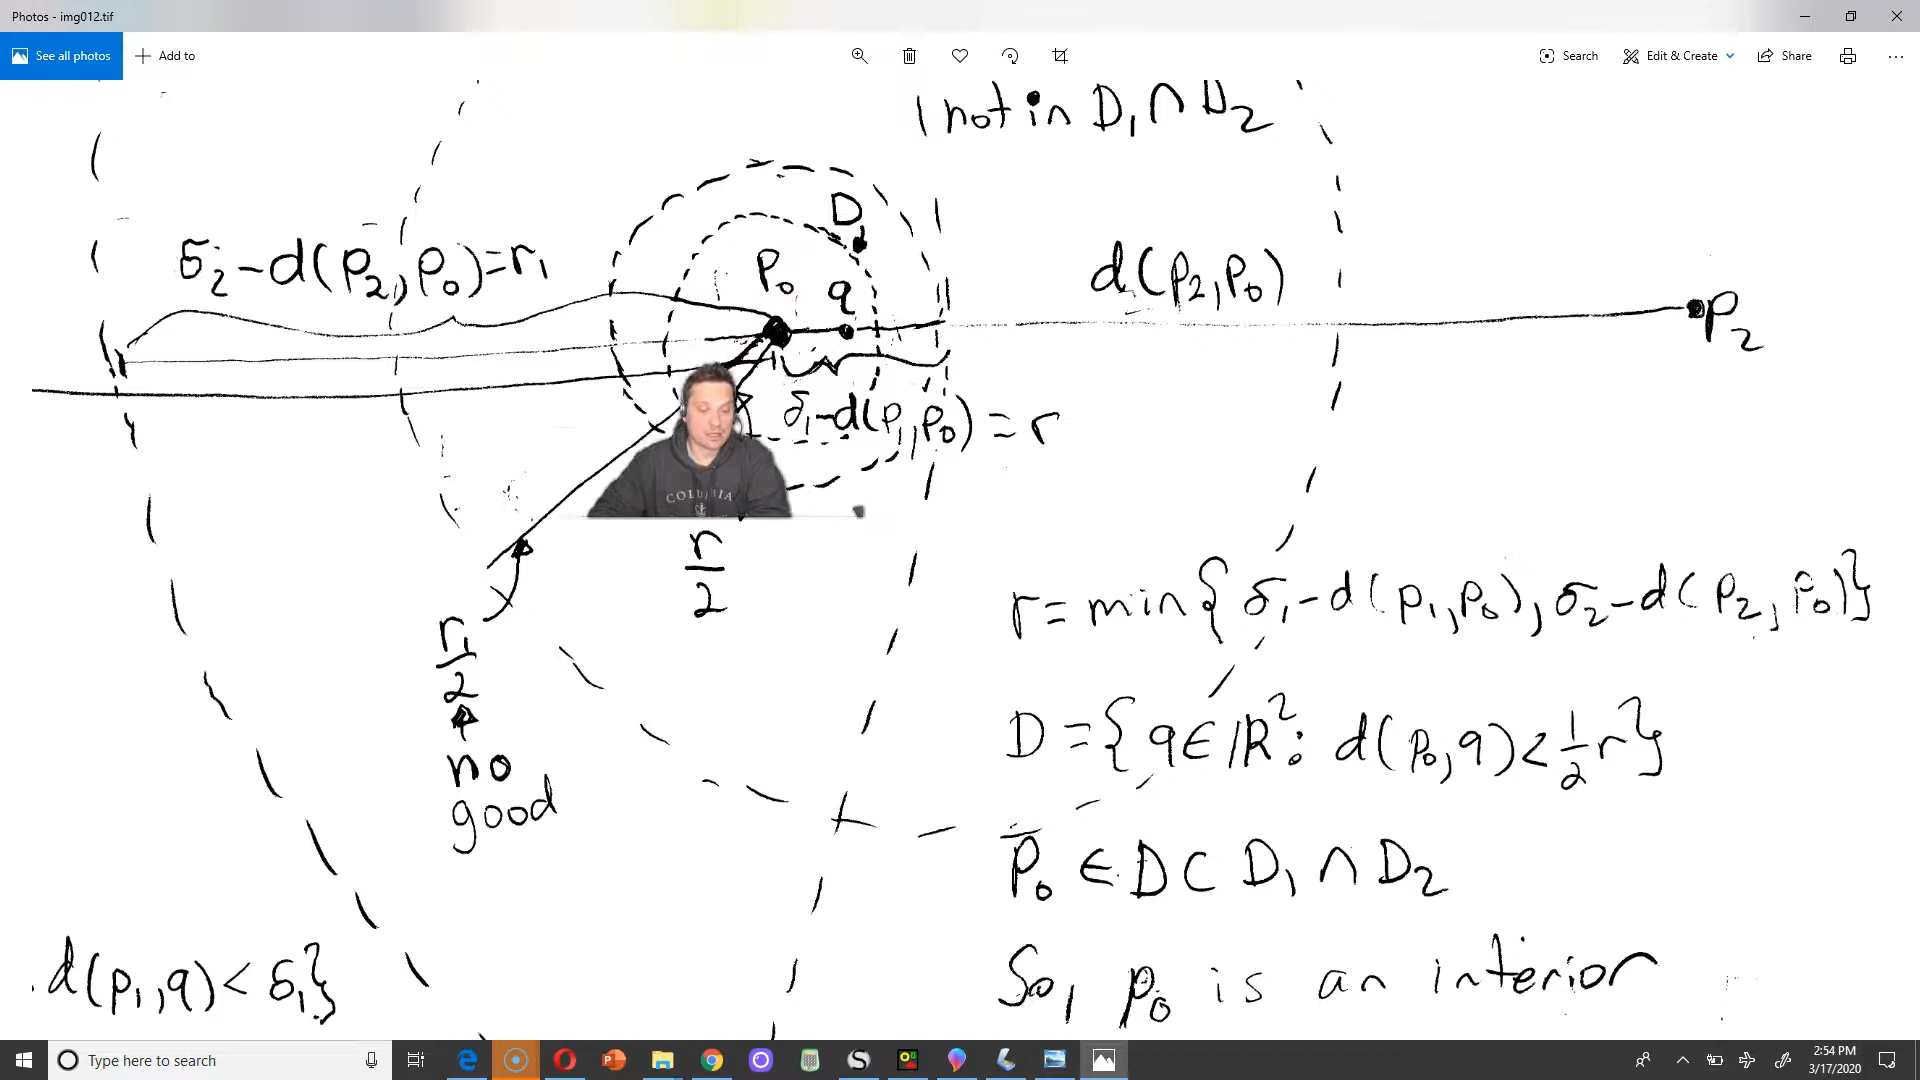 Photos - img012.tif
See all photos
Add to
Search
Edit & Create
Share
not in D₁ ∩ D₂
D
δ₂ - d(p₂, p₀) = r₁
p₀
q
d(p₂, p₀)
p₂
δ₁ - d(p₁, p₀) = r
COLUMBIA
r/2
r = min{ δ₁ - d(p₁, p₀), δ₂ - d(p₂, p₀)}
r₁/2
no
good
D = {q ∈ ℝ²: d(p₀, q) < 1/2 r}
p₀ ∈ D ⊂ D₁ ∩ D₂
d(p₁, q) < δ₁}
So, p₀ is an interior
Type here to search
2:54 PM
3/17/2020